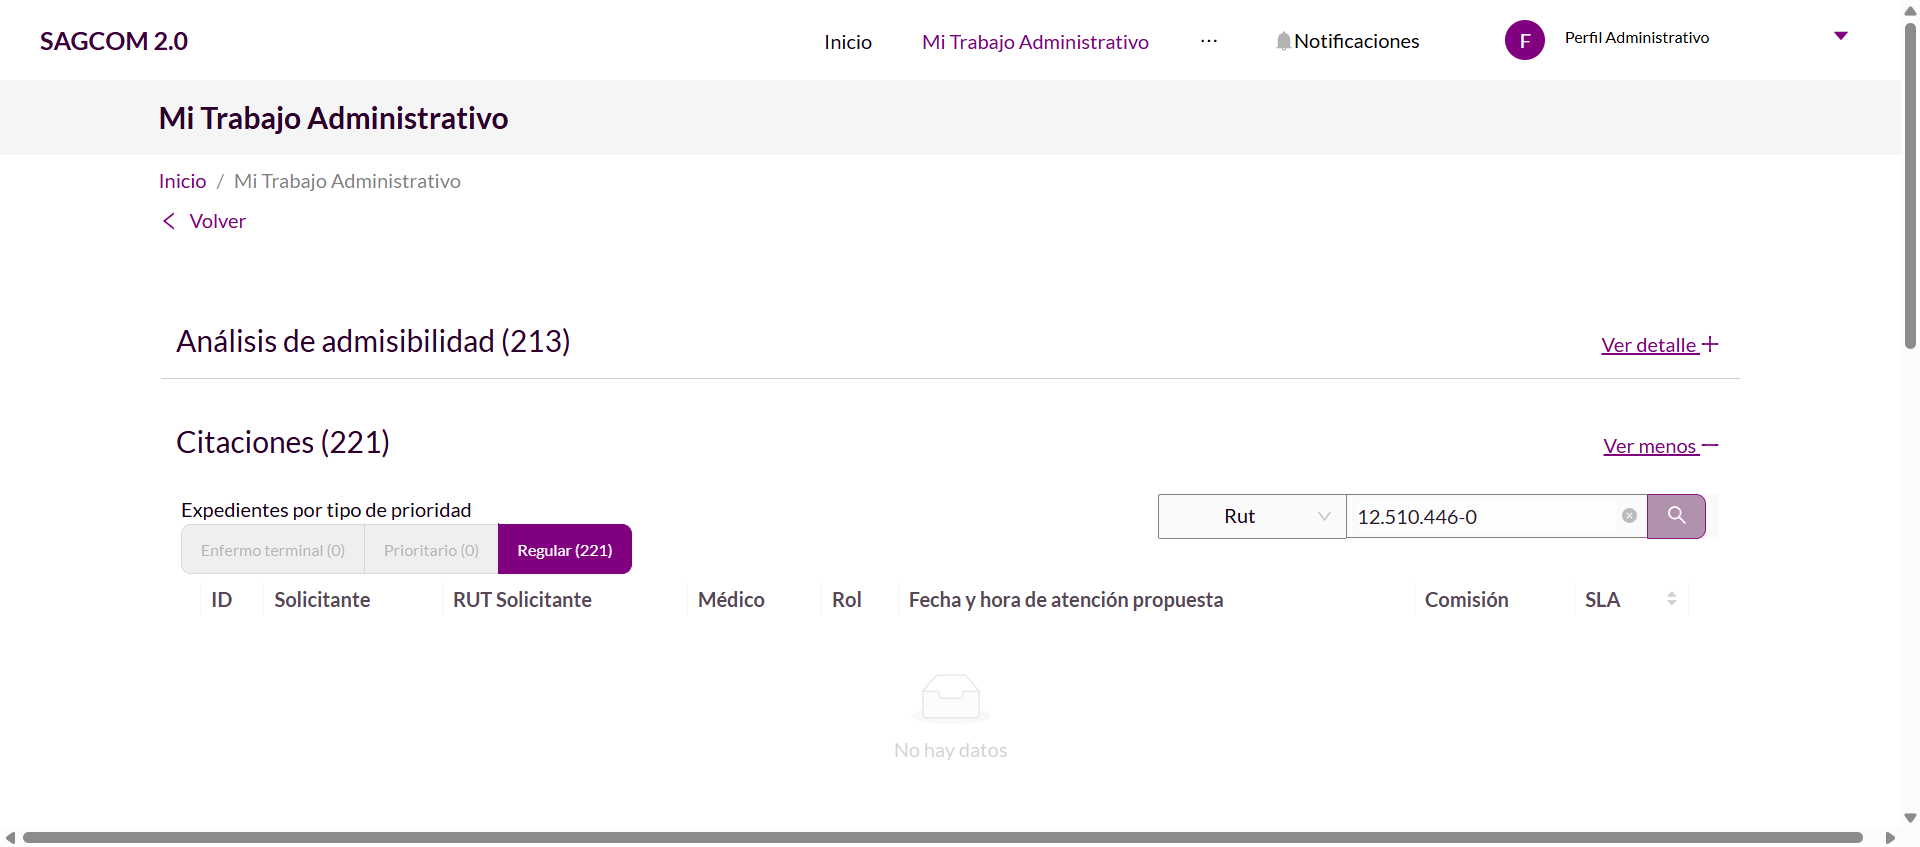 SAGCOM 2.0
Inicio
Mi Trabajo Administrativo
···
Notificaciones
F
Perfil Administrativo
Mi Trabajo Administrativo
Inicio / Mi Trabajo Administrativo
Volver
Análisis de admisibilidad (213)
Ver detalle
Citaciones (221)
Ver menos
Expedientes por tipo de prioridad
Rut
12.510.446-0
Enfermo terminal (0)
Prioritario (0)
Regular (221)
ID
Solicitante
RUT Solicitante
Médico
Rol
Fecha y hora de atención propuesta
Comisión
SLA
No hay datos